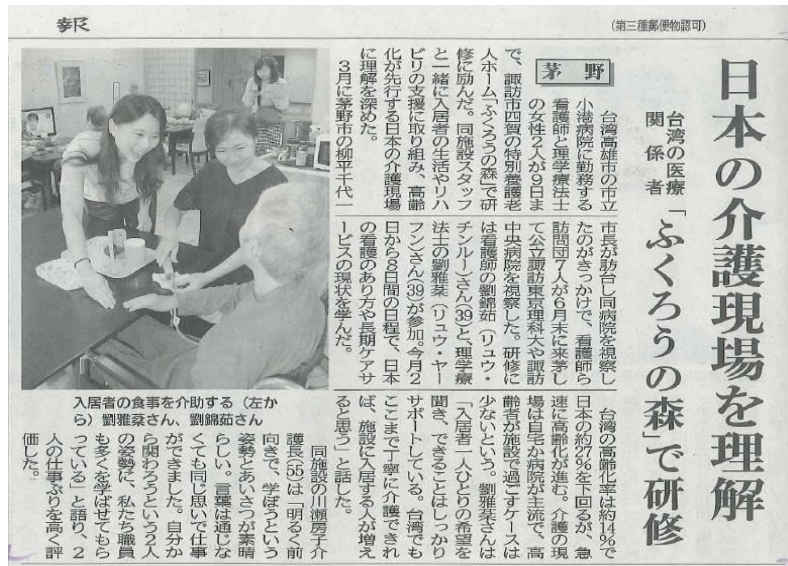 報
(第三種郵便物認可)
日本の介護現場を理解
台湾の医療
関係者
「ふくろうの森」で研修
茅野
台湾高雄市の市立
小港病院に勤務する
看護師と理学療法士
の女性2人が9日ま
で、諏訪市四賀の特別養護老
人ホーム「ふくろうの森」で研
修に励んだ。同施設スタッフ
と一緒に入居者の生活やリハ
ビリの支援に取り組み、高齢
化が先行する日本の介護現場
に理解を深めた。
3月に茅野市の柳平千代一
市長が訪台し同病院を視察し
たのがきっかけで、看護師ら
訪問団7人が6月末に来茅し
て公立諏訪東京理科大や諏訪
中央病院を視察した。研修に
は看護師の劉錦茹(リュウ・
チンルー)さん(39)と、理学療
法士の劉雅棻(リュウ・ヤー
フン)さん(39)が参加。今月2
日から8日間の日程で、日本
の看護のあり方や長期ケアサ
ービスの現状を学んだ。
台湾の高齢化率は約14%で
日本の約27%を下回るが、急
速に高齢化が進む。介護の現
場は自宅か病院が主流で、高
齢者が施設で過ごすケースは
少ないという。劉雅棻さんは
「入居者一人ひとりの希望を
聞き、できることはしっかり
サポートしている。台湾でも
ここまで丁寧に介護できれ
ば、施設に入居する人が増え
ると思う」と話した。
同施設の川瀬房子介
護長(55)は「明るく前
向きで、学ぼうという
姿勢とあいさつが素晴
らしい。言葉は通じな
くても同じ思いで仕事
ができました。自分か
ら関わろうという2人
の姿勢に、私たち職員
も多くを学ばせてもら
っている」と語り、2
人の仕事ぶりを高く評
価した。
入居者の食事を介助する(左か
ら)劉雅棻さん、劉錦茹さん